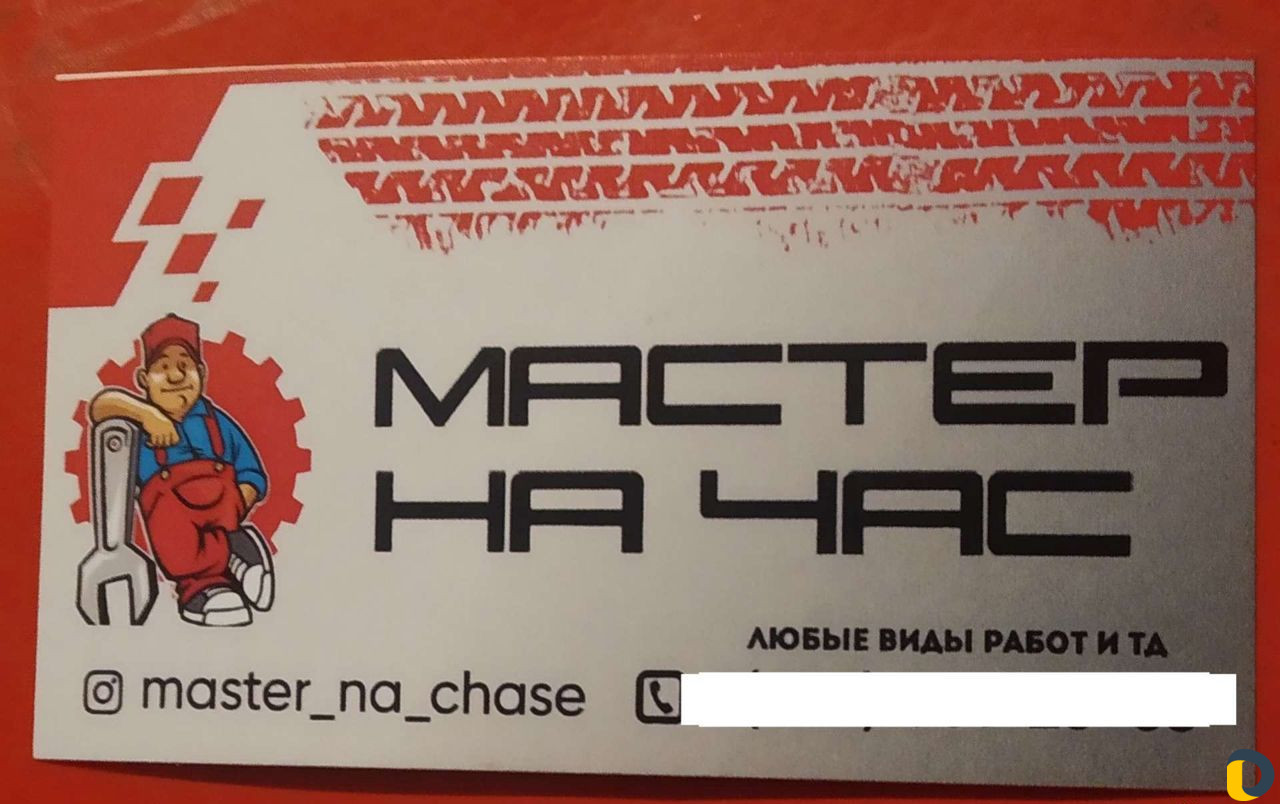 МАСТЕР
НА ЧАС
ЛЮБЫЕ ВИДЫ РАБОТ И ТД
master_na_chase